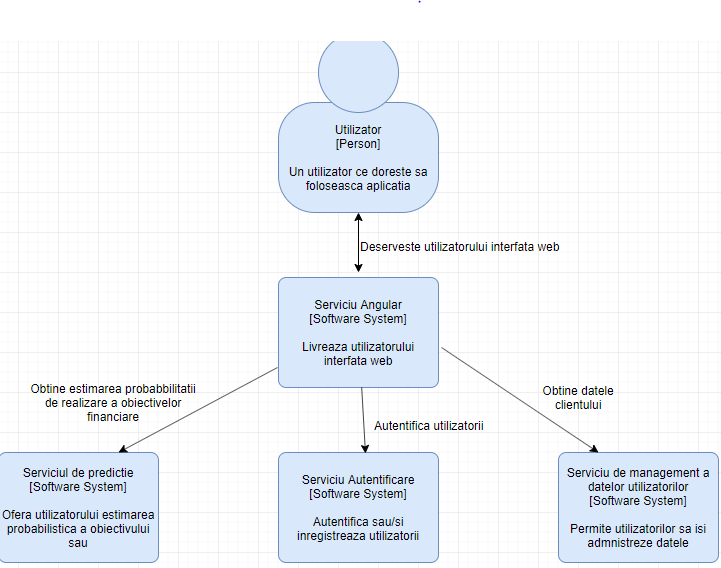 Utilizator
[Person]
Un utilizator ce doreste sa
foloseasca aplicatia
Deserveste utilizatorului interfata web
Serviciu Angular
[Software System]
Livreaza utilizatorului
interfata web
Obtine estimarea probabbilitatii
de realizare a obiectivelor
financiare
Autentifica utilizatorii
Obtine datele
clientului
Serviciul de predictie
[Software System]
Ofera utilizatorului estimarea
probabilistica a obiectivului
sau
Serviciu Autentificare
[Software System]
Autentifica sau/si
inregistreaza utilizatorii
Serviciu de management a
datelor utilizatorilor
[Software System]
Permite utilizatorilor sa isi
admnistreze datele